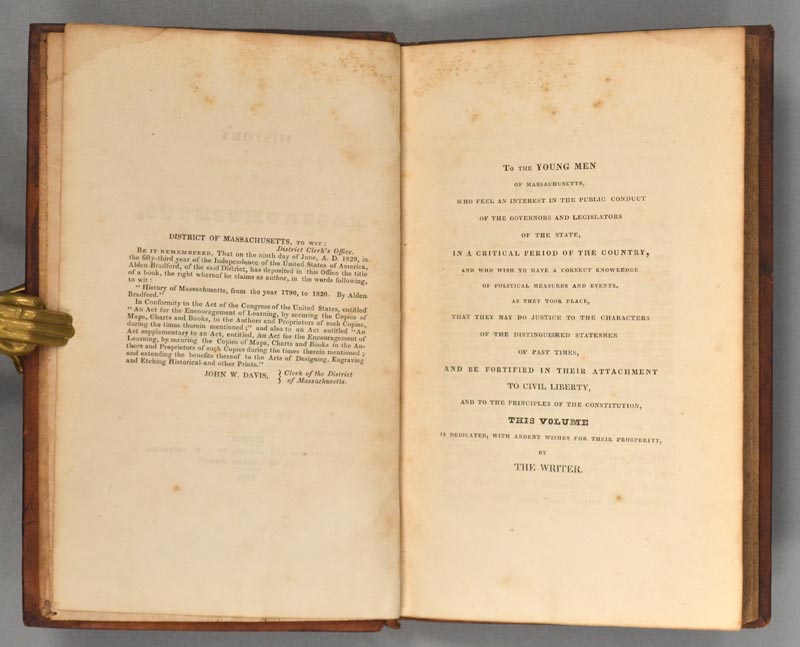 DISTRICT OF MASSACHUSETTS, TO WIT:
District Clerk's Office.
BE IT REMEMBERED, That on the ninth day of June, A. D. 1829, in
the fifty-third year of the Independence of the United States of America,
Alden Bradford, of the said District, has deposited in this Office the title
of a book, the right whereof he claims as author, in the words following,
to wit:
"History of Massachusetts, from the year 1790, to 1820. By Alden
Bradford."
In Conformity to the Act of the Congress of the United States, entitled
"An Act for the Encouragement of Learning, by securing the Copies of
Maps, Charts and Books, to the Authors and Proprietors of such Copies,
during the times therein mentioned;" and also to an Act entitled "An
Act supplementary to an Act, entitled, An Act for the Encouragement of
Learning, by securing the Copies of Maps, Charts and Books to the Au-
thors and Proprietors of such Copies during the times therein mentioned;
and extending the benefits thereof to the Arts of Designing, Engraving
and Etching Historical and other Prints."
JOHN W. DAVIS, } Clerk of the District
} of Massachusetts.
TO THE YOUNG MEN
OF MASSACHUSETTS,
WHO FEEL AN INTEREST IN THE PUBLIC CONDUCT
OF THE GOVERNORS AND LEGISLATORS
OF THE STATE,
IN A CRITICAL PERIOD OF THE COUNTRY,
AND WHO WISH TO HAVE A CORRECT KNOWLEDGE
OF POLITICAL MEASURES AND EVENTS,
AS THEY TOOK PLACE,
THAT THEY MAY DO JUSTICE TO THE CHARACTERS
OF THE DISTINGUISHED STATESMEN
OF PAST TIMES,
AND BE FORTIFIED IN THEIR ATTACHMENT
TO CIVIL LIBERTY,
AND TO THE PRINCIPLES OF THE CONSTITUTION,
THIS VOLUME
IS DEDICATED, WITH ARDENT WISHES FOR THEIR PROSPERITY,
BY
THE WRITER.